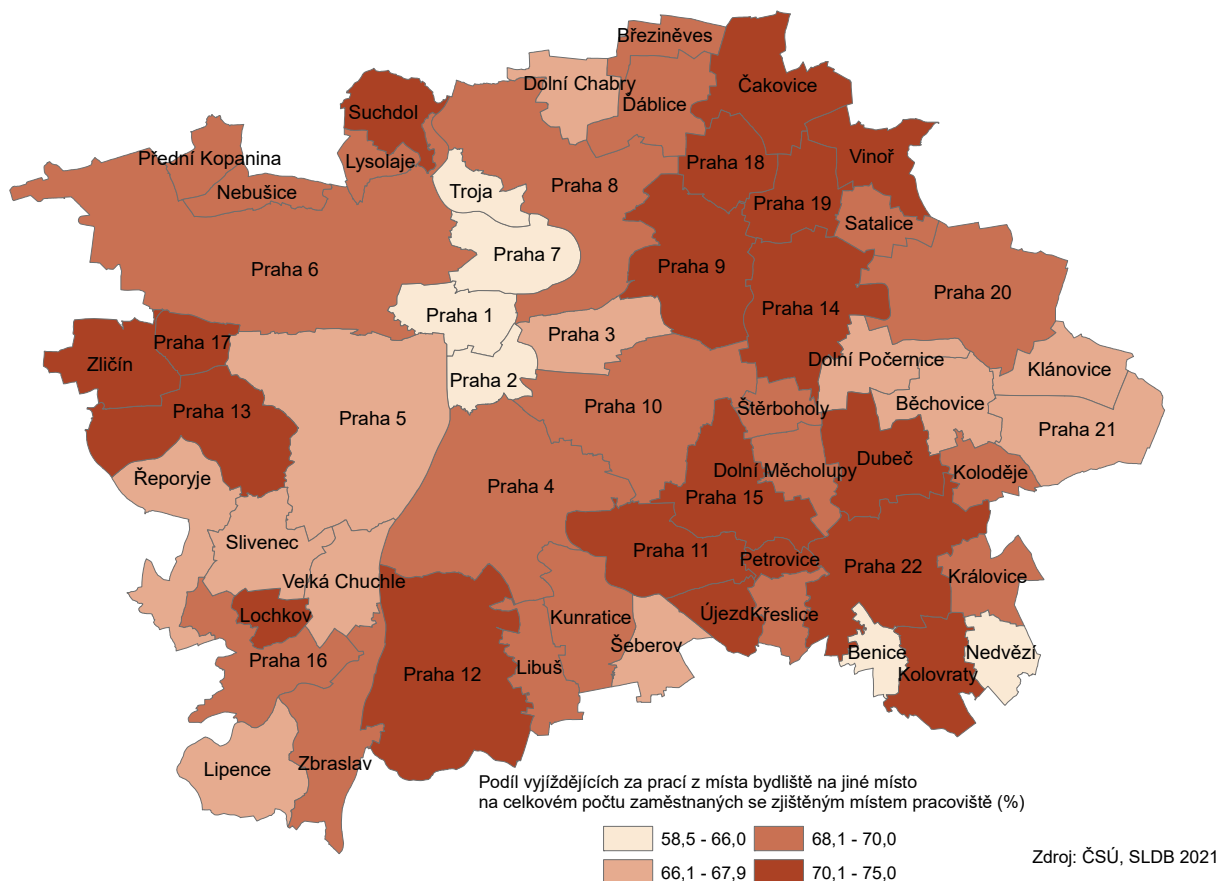 Březiněves
Dolní Chabry
Čakovice
Ďáblice
Suchdol
Přední Kopanina
Lysolaje
Praha 18
Vinoř
Nebušice
Troja
Praha 8
Praha 19
Satalice
Praha 7
Praha 6
Praha 9
Praha 20
Praha 1
Praha 14
Praha 3
Praha 17
Zličín
Dolní Počernice
Klánovice
Praha 2
Praha 13
Praha 5
Praha 10
Štěrboholy
Běchovice
Praha 21
Řeporyje
Dolní Měcholupy
Dubeč
Koloděje
Praha 4
Praha 15
Slivenec
Praha 11
Petrovice
Praha 22
Velká Chuchle
Královice
Lochkov
Kunratice
Újezd
Křeslice
Šeberov
Praha 16
Benice
Nedvězí
Praha 12
Libuš
Kolovraty
Lipence
Zbraslav
Podíl vyjíždějících za prací z místa bydliště na jiné místo
na celkovém počtu zaměstnaných se zjištěným místem pracoviště (%)
58,5 - 66,0
68,1 - 70,0
66,1 - 67,9
70,1 - 75,0
Zdroj: ČSÚ, SLDB 2021